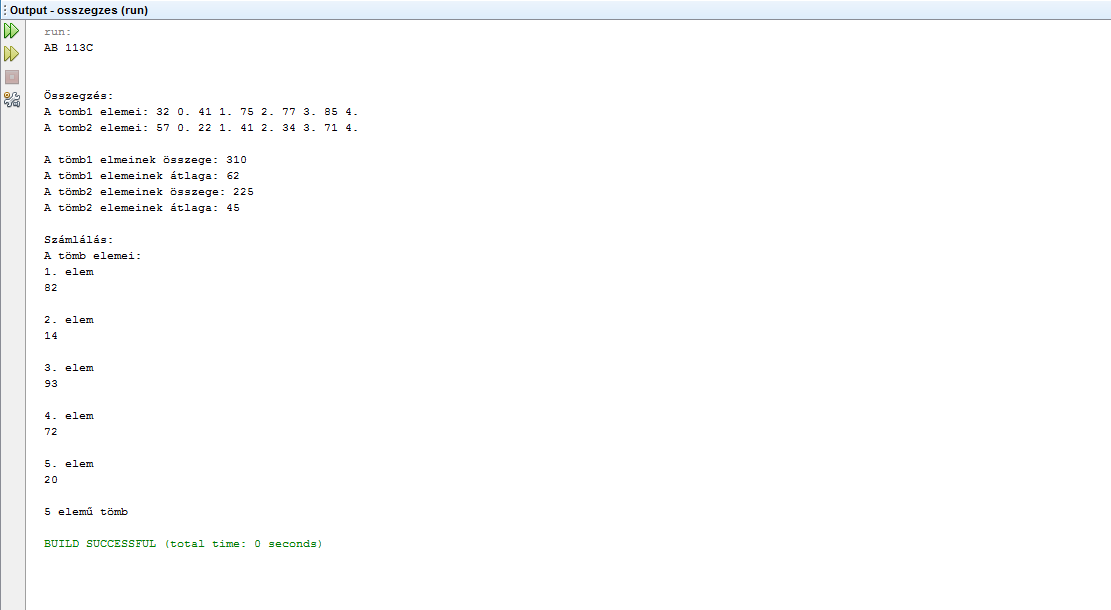 Output - osszegzes (run)
run:
AB 113C
Összegzés:
A tomb1 elemei: 32 0. 41 1. 75 2. 77 3. 85 4.
A tomb2 elemei: 57 0. 22 1. 41 2. 34 3. 71 4.
A tömb1 elmeinek összege: 310
A tömb1 elemeinek átlaga: 62
A tömb2 elemeinek összege: 225
A tömb2 elemeinek átlaga: 45
Számlálás:
A tömb elemei:
1. elem
82
2. elem
14
3. elem
93
4. elem
72
5. elem
20
5 elemű tömb
BUILD SUCCESSFUL (total time: 0 seconds)